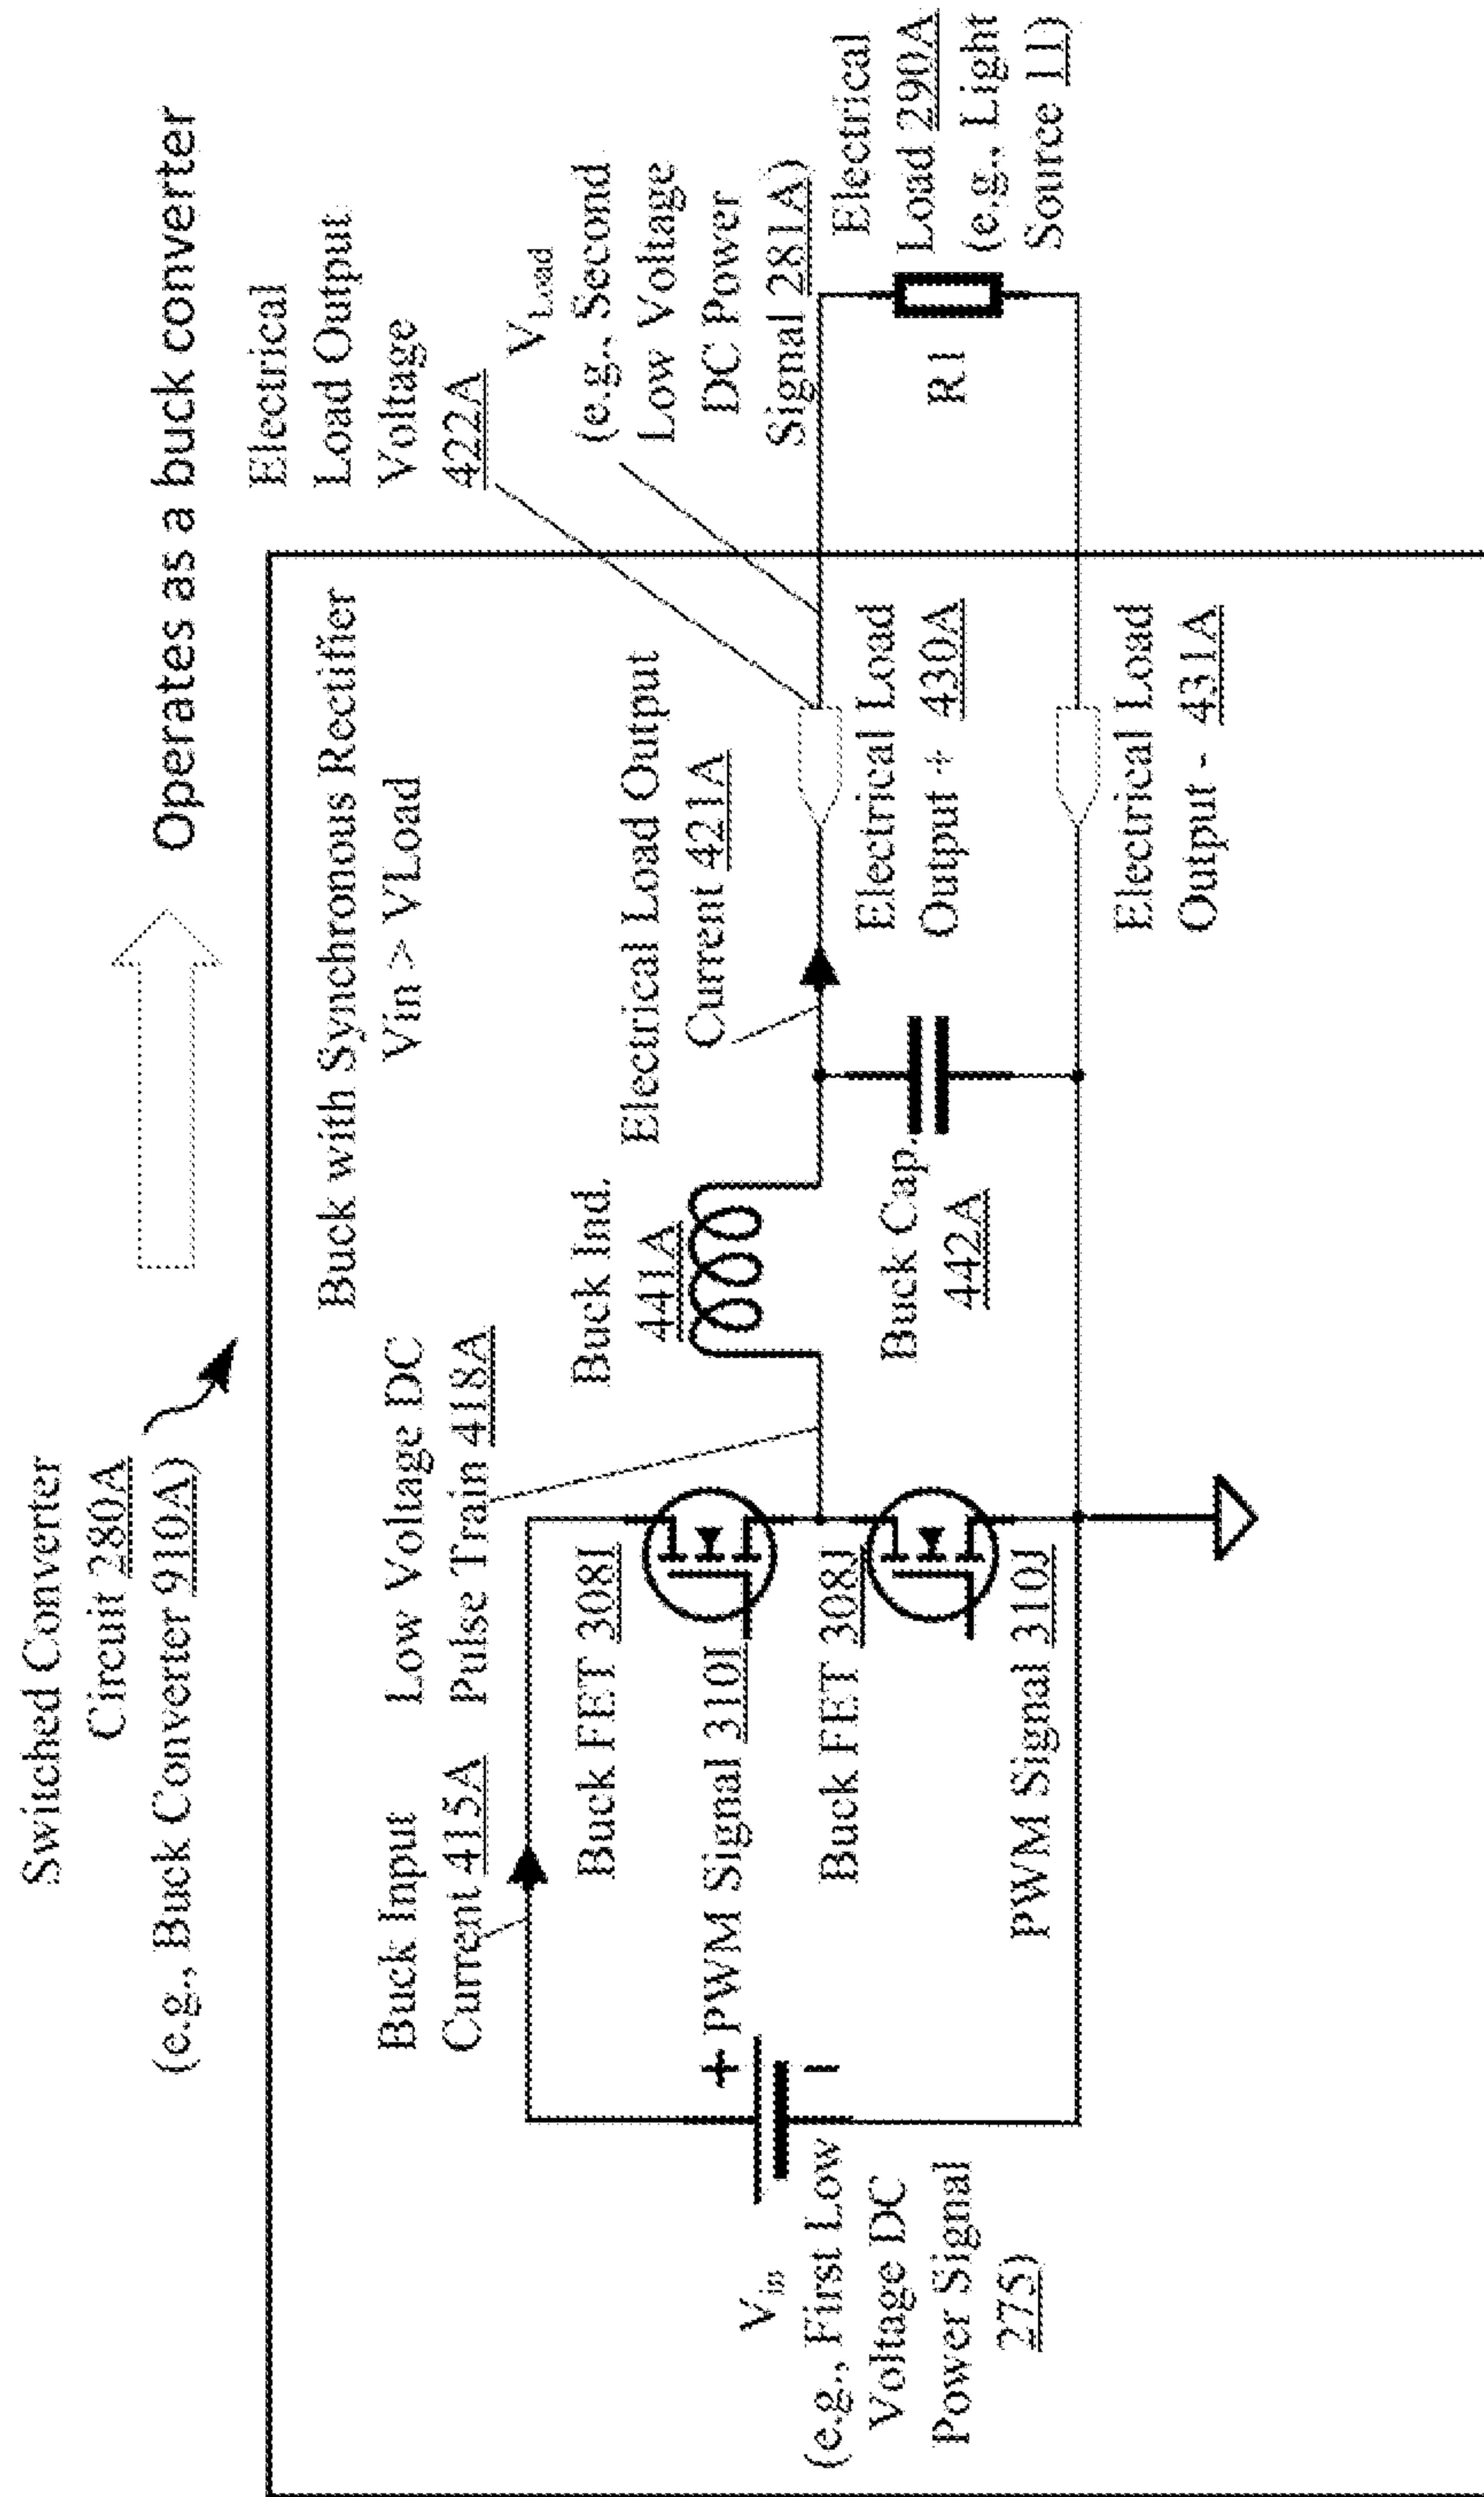 Switched Converter
Circuit 280A
(e.g., Buck Converter 910A)
Operates as a buck converter
Buck with Synchronous Rectifier
Vin > VLoad
Electrical
Load Output
Voltage
422A
VLoad
(e.g., Second
Low Voltage
DC Power
Signal 281A)
Buck Input
Current 415A
Low Voltage DC
Pulse Train 418A
Buck Ind.
441A
Electrical Load Output
Current 421A
Buck FET 308I
+
PWM Signal 310I
Buck FET 308J
PWM Signal 310J
Vin
(e.g., First Low
Voltage DC
Power Signal
275)
Buck Cap.
442A
Electrical Load
Output + 430A
Electrical Load
Output - 431A
R1
Electrical
Load 290A
(e.g., Light
Source 11)